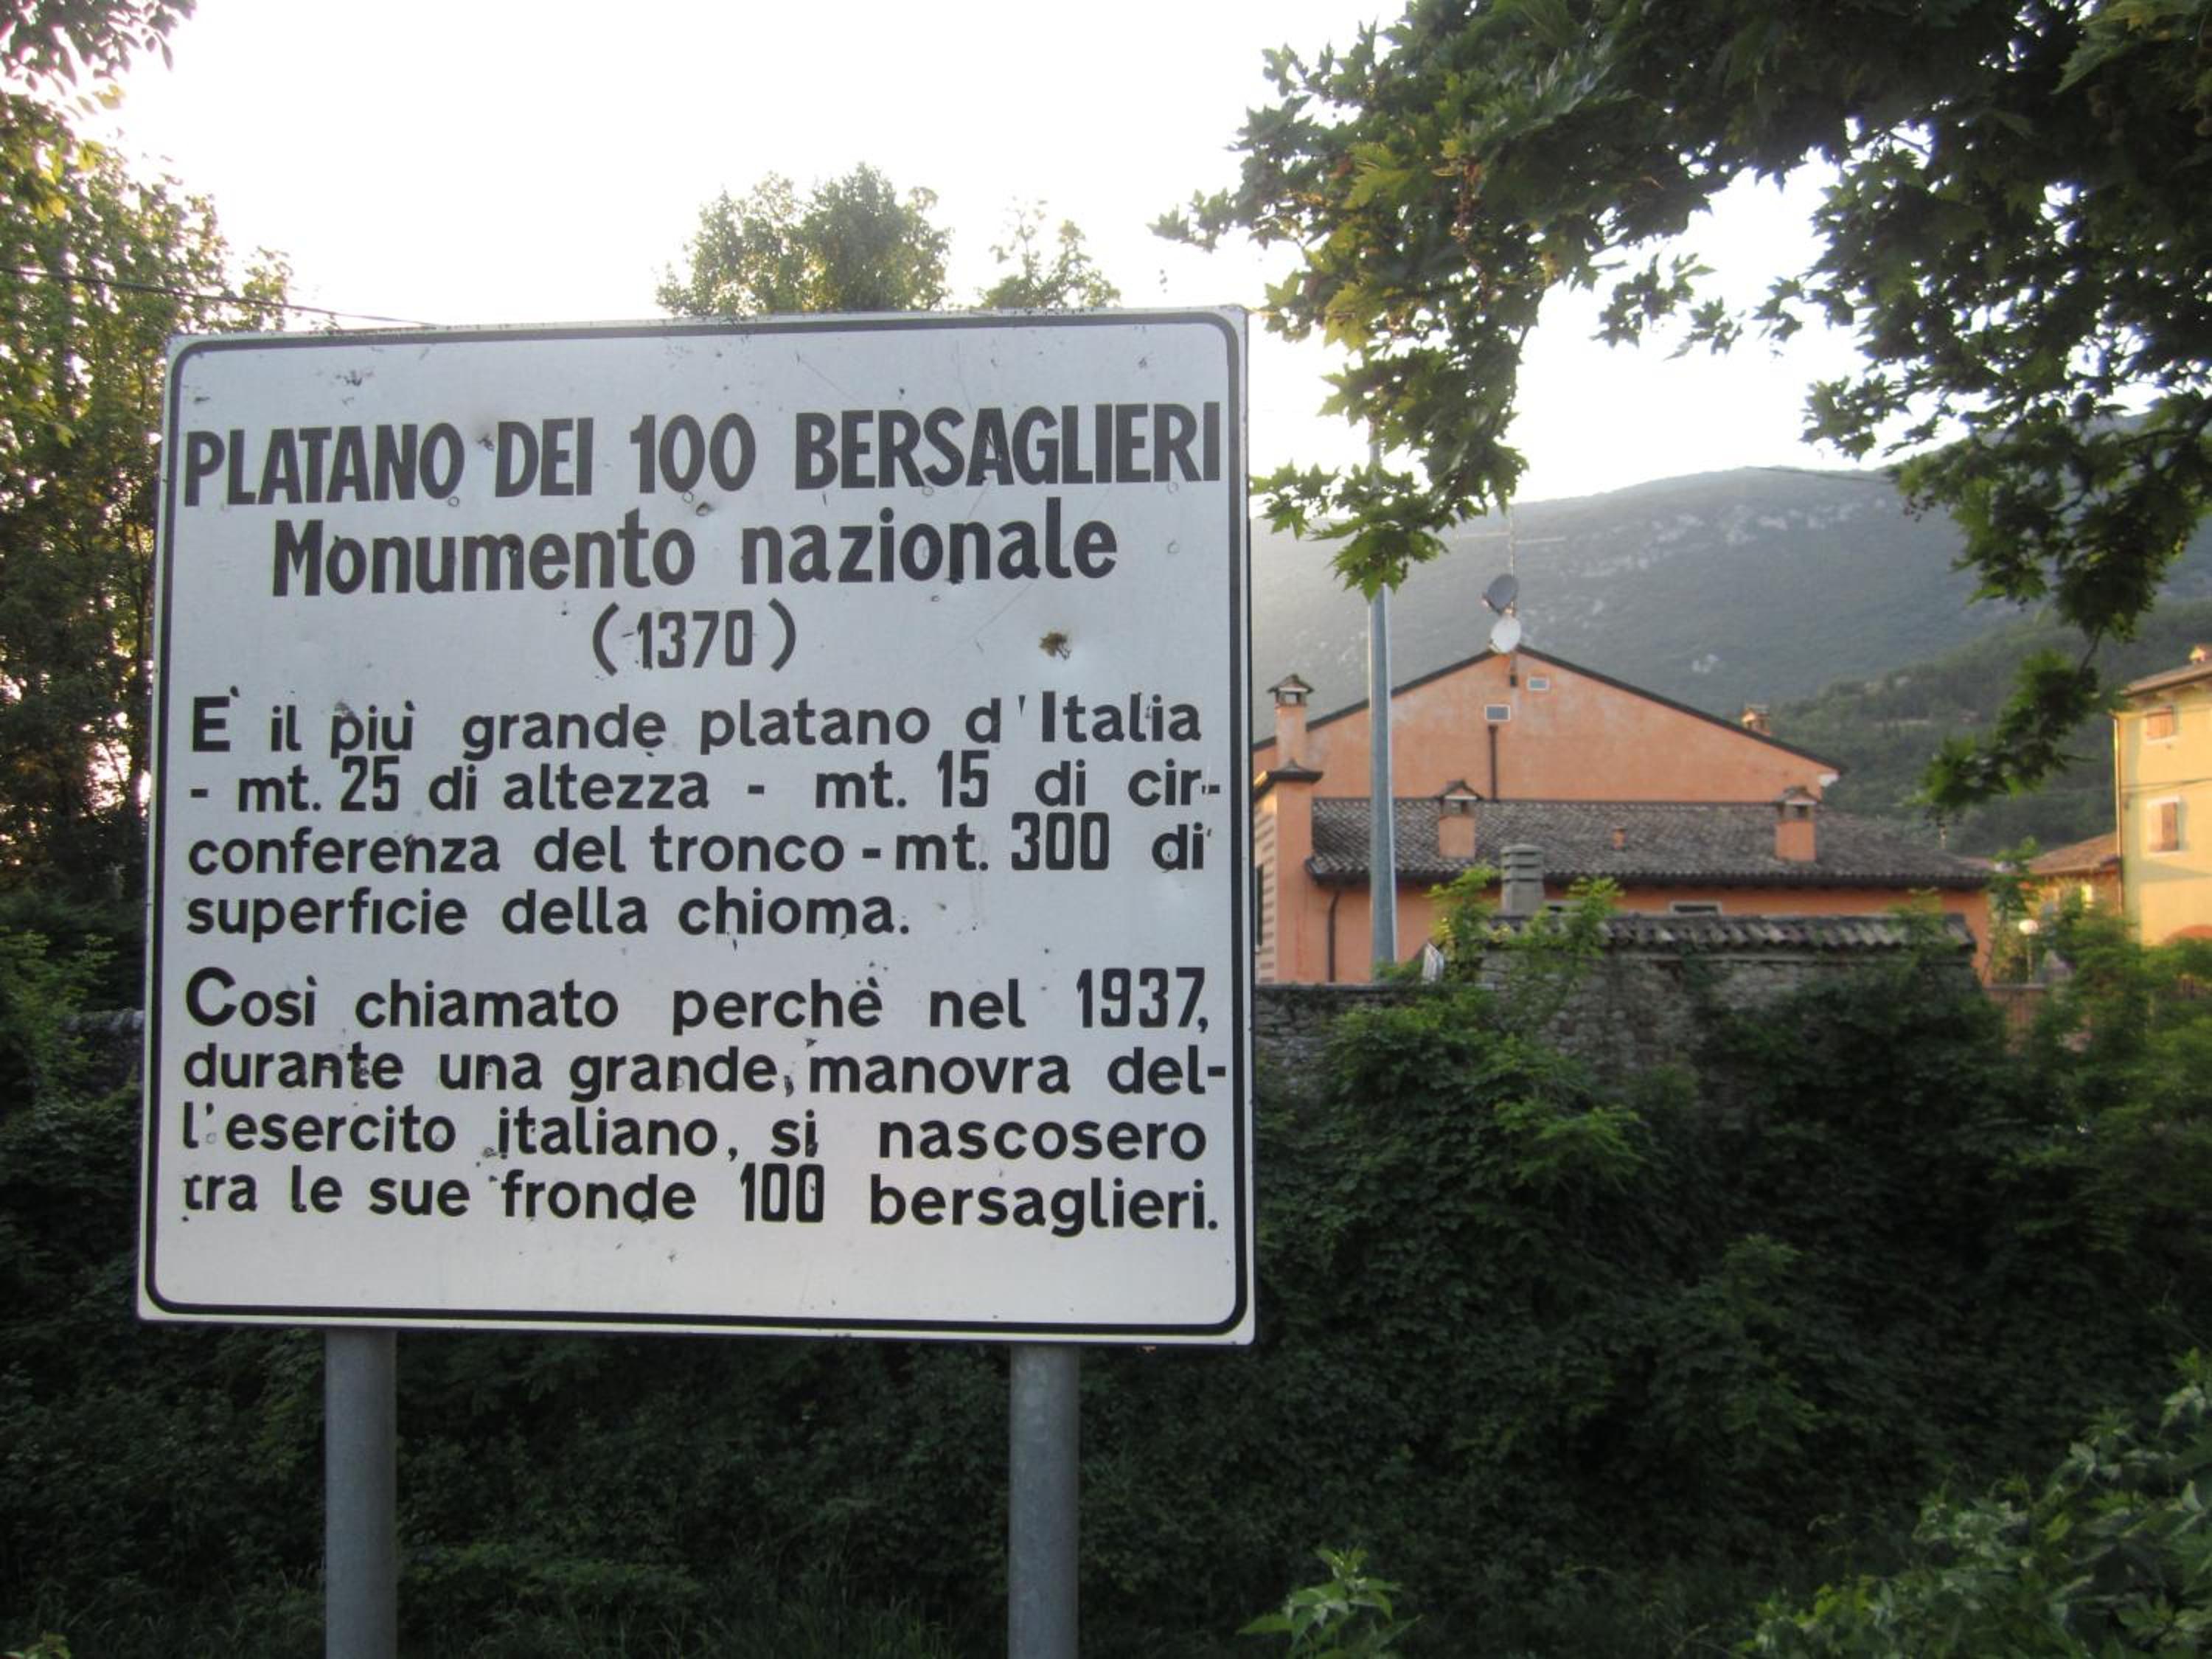 PLATANO DEI 100 BERSAGLIERI
Monumento nazionale
(1370)
E' il più grande platano d'Italia
- mt. 25 di altezza - mt. 15 di cir-
conferenza del tronco - mt. 300 di
superficie della chioma.
Così chiamato perchè nel 1937,
durante una grande manovra del-
l'esercito italiano, si nascosero
tra le sue fronde 100 bersaglieri.